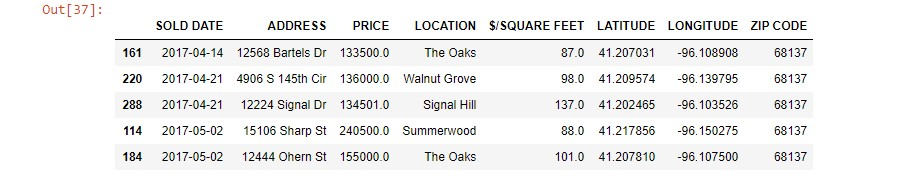 Out[37]:
SOLD DATE ADDRESS PRICE LOCATION $/SQUARE FEET LATITUDE LONGITUDE ZIP CODE
161 2017-04-14 12568 Bartels Dr 133500.0 The Oaks 87.0 41.207031 -96.108908 68137
220 2017-04-21 4906 S 145th Cir 136000.0 Walnut Grove 98.0 41.209574 -96.139795 68137
288 2017-04-21 12224 Signal Dr 134501.0 Signal Hill 137.0 41.202465 -96.103526 68137
114 2017-05-02 15106 Sharp St 240500.0 Summerwood 88.0 41.217856 -96.150275 68137
184 2017-05-02 12444 Ohern St 155000.0 The Oaks 101.0 41.207810 -96.107500 68137